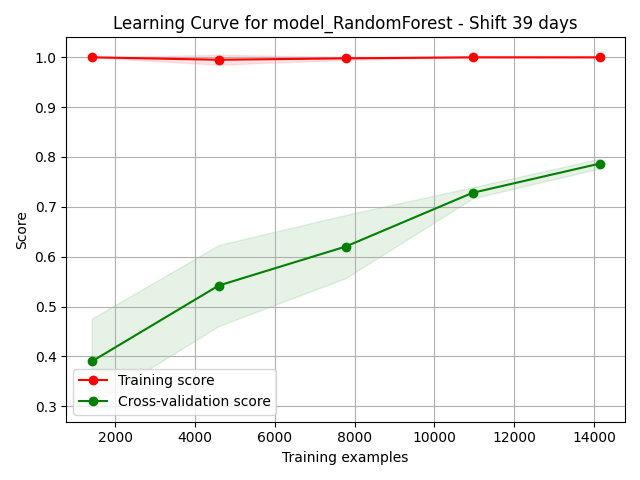 Learning Curve for model_RandomForest - Shift 39 days
Score
1.0
0.9
0.8
0.7
0.6
0.5
0.4
0.3
Training score
Cross-validation score
2000 4000 6000 8000 10000 12000 14000
Training examples